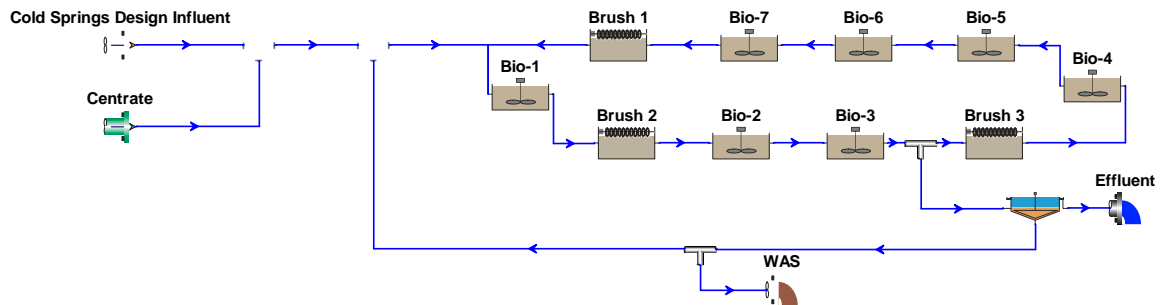 Cold Springs Design Influent
Brush 1
Bio-7
Bio-6
Bio-5
Bio-4
Bio-1
Centrate
Brush 2
Bio-2
Bio-3
Brush 3
Effluent
WAS